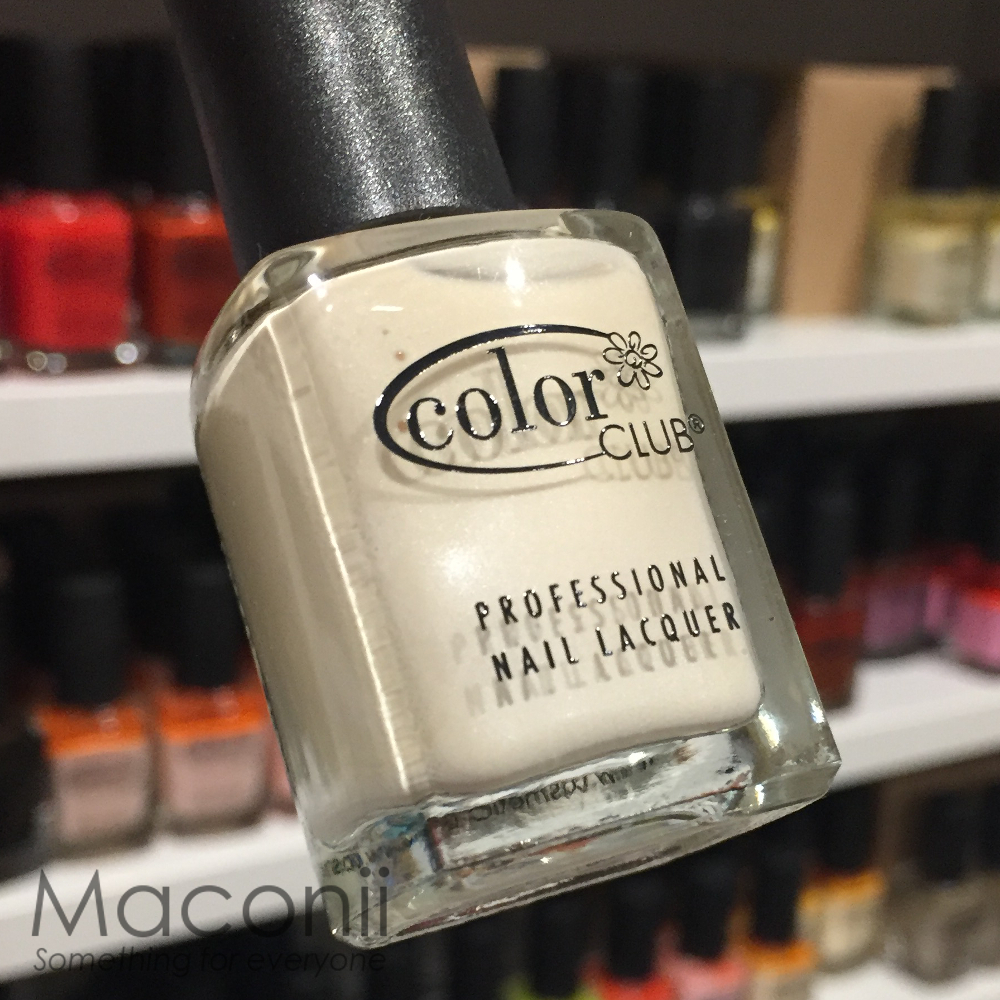 color
CLUB®
PROFESSIONAL
NAIL LACQUER
Maconii
Something for everyone